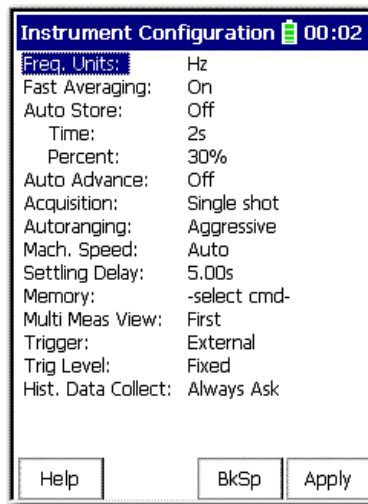 Instrument Configuration 00:02
Freq. Units: Hz
Fast Averaging: On
Auto Store: Off
Time: 2s
Percent: 30%
Auto Advance: Off
Acquisition: Single shot
Autoranging: Aggressive
Mach. Speed: Auto
Settling Delay: 5.00s
Memory: -select cmd-
Multi Meas View: First
Trigger: External
Trig Level: Fixed
Hist. Data Collect: Always Ask
Help BkSp Apply